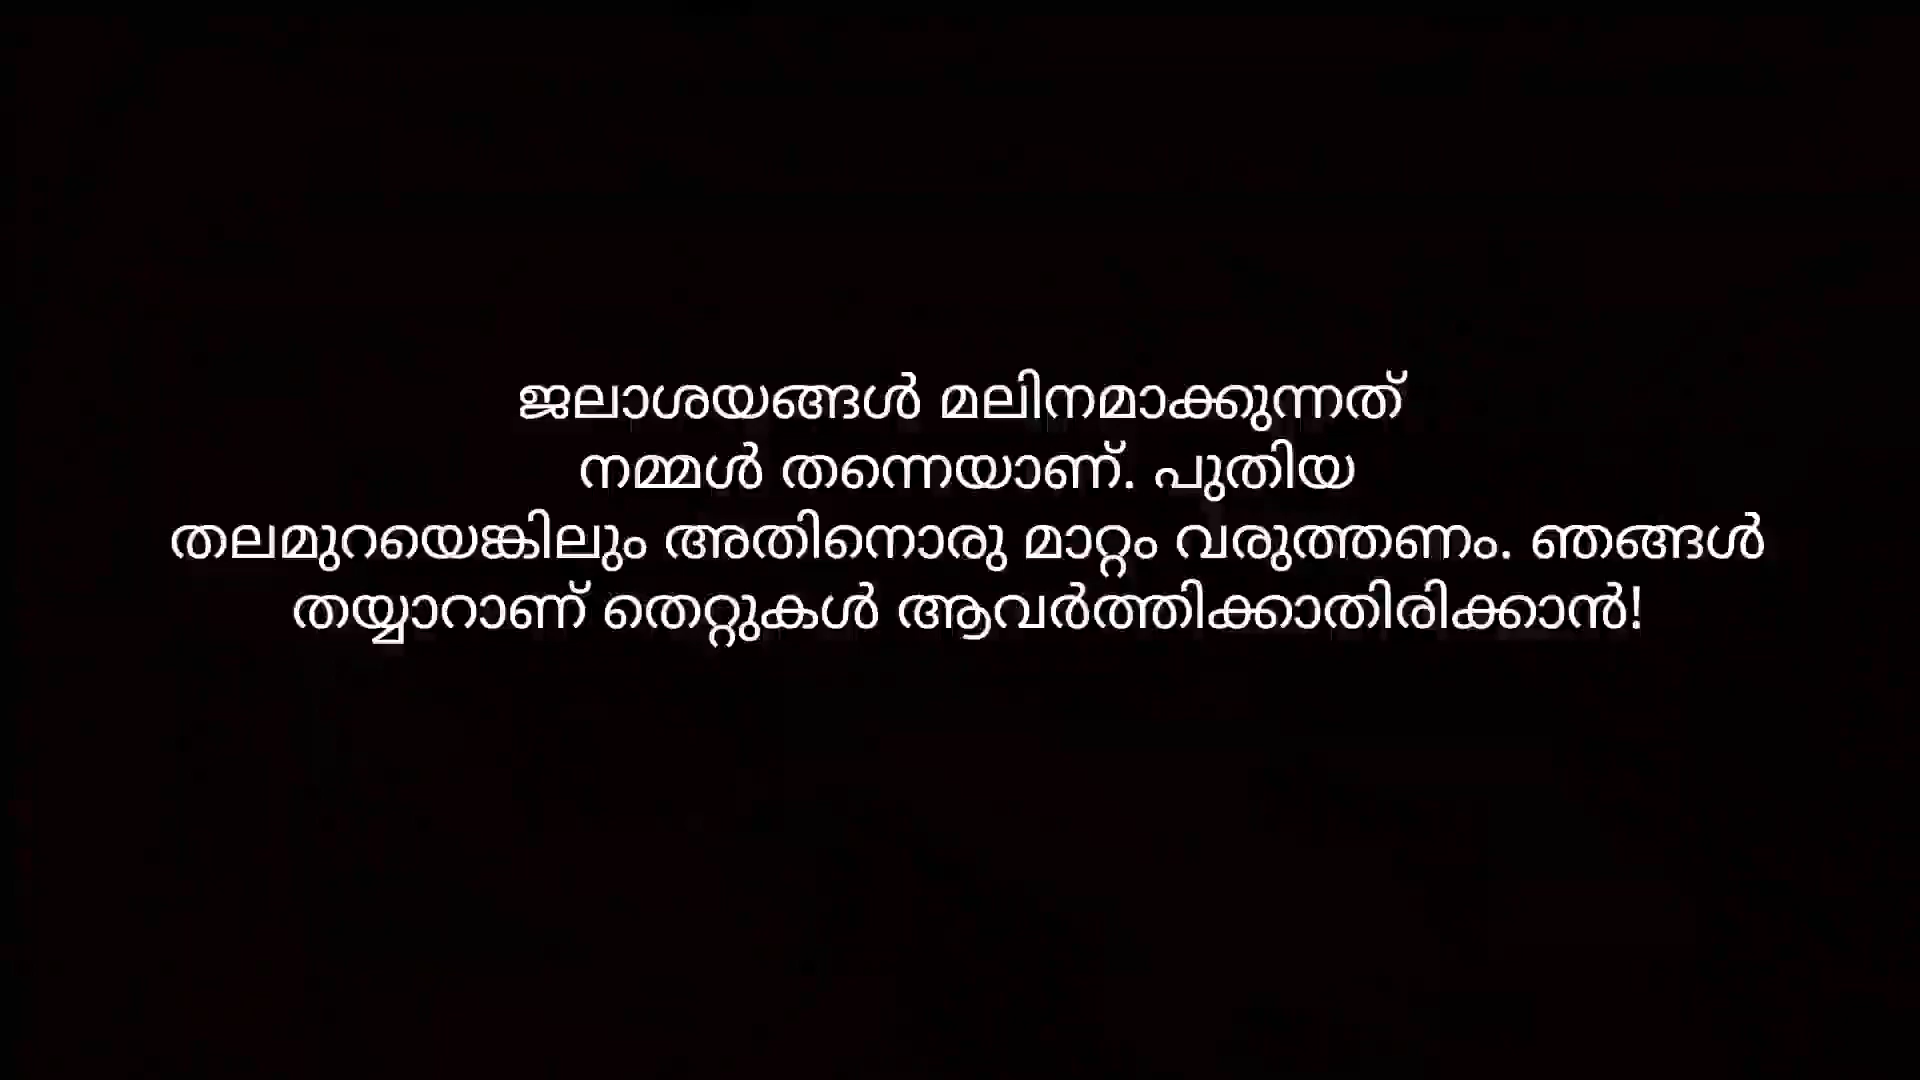 ജലാശയങ്ങൾ മലിനമാക്കുന്നത്
നമ്മൾ തന്നെയാണ്. പുതിയ
തലമുറയെങ്കിലും അതിനൊരു മാറ്റം വരുത്തണം. ഞങ്ങൾ
തയ്യാറാണ് തെറ്റുകൾ ആവർത്തിക്കാതിരിക്കാൻ!